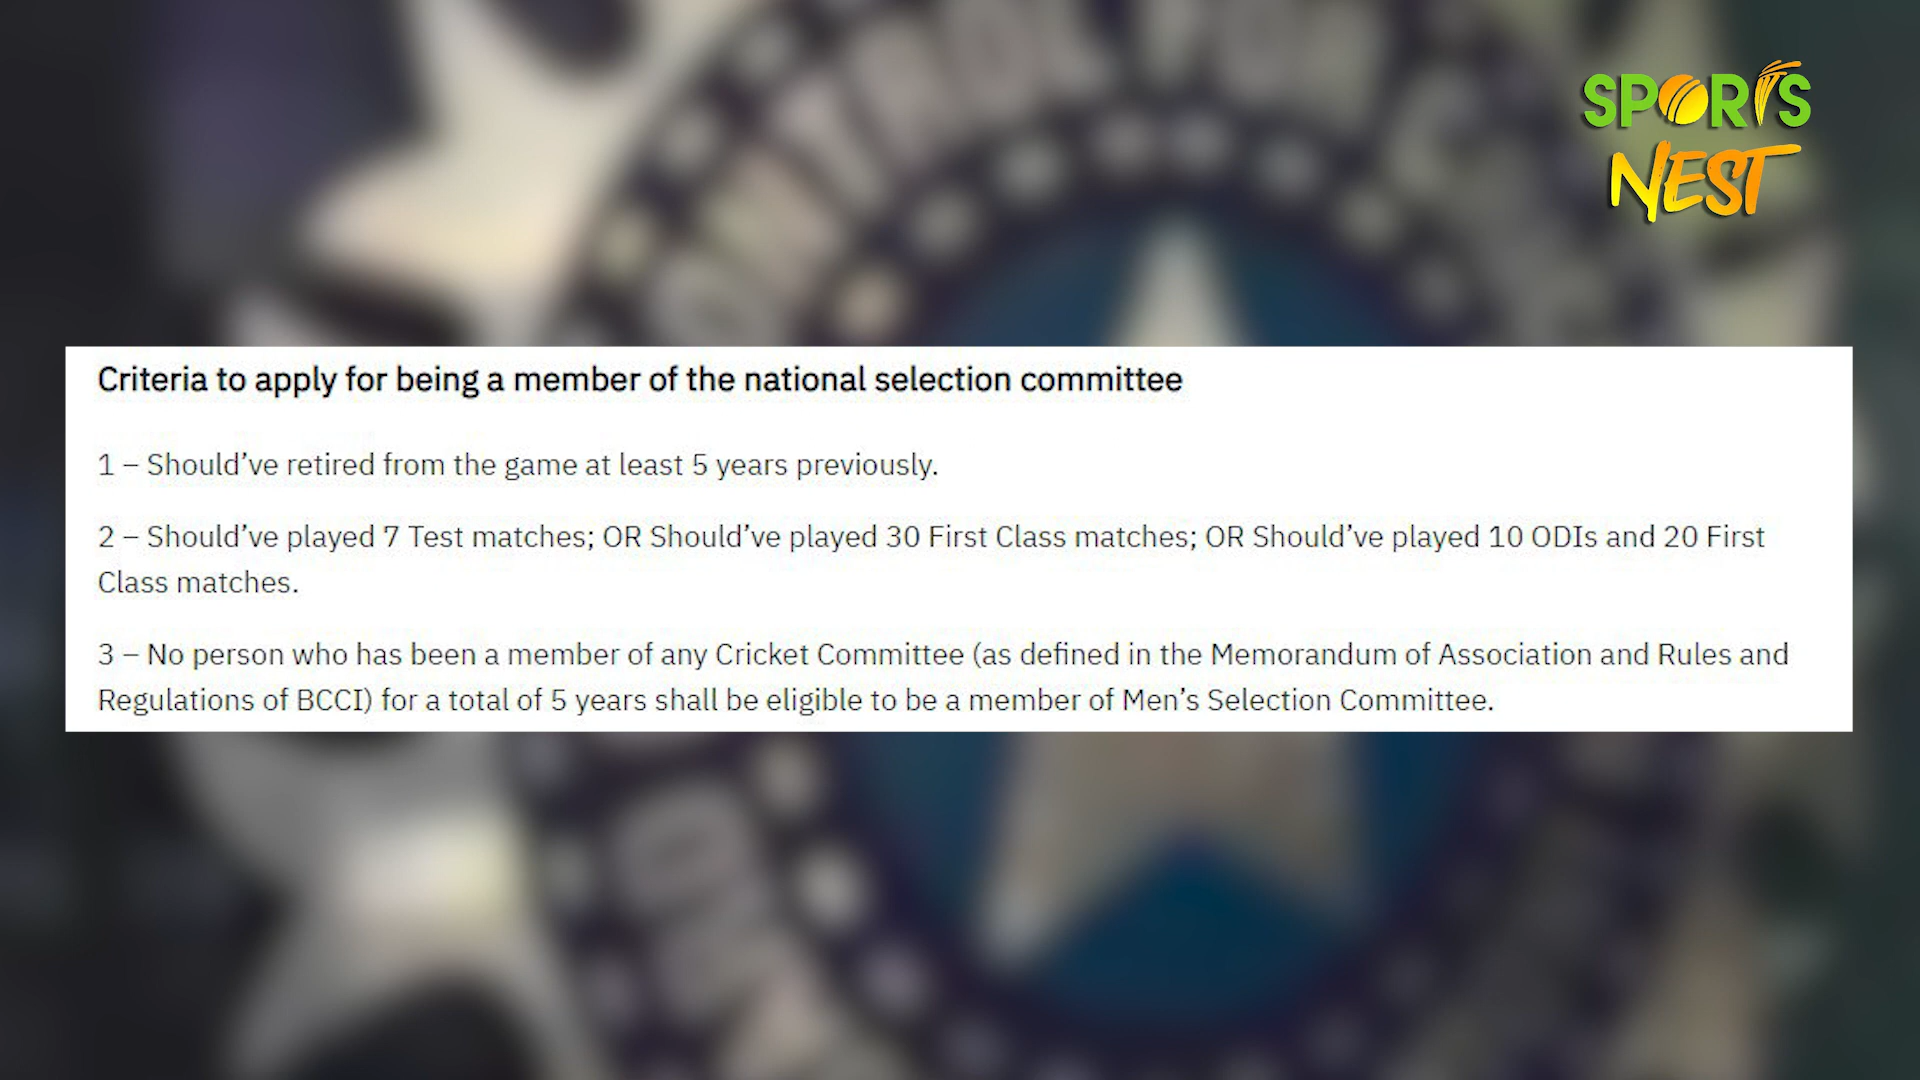 SPORTS
NEST
Criteria to apply for being a member of the national selection committee
1 – Should’ve retired from the game at least 5 years previously.
2 – Should’ve played 7 Test matches; OR Should’ve played 30 First Class matches; OR Should’ve played 10 ODIs and 20 First
Class matches.
3 – No person who has been a member of any Cricket Committee (as defined in the Memorandum of Association and Rules and
Regulations of BCCI) for a total of 5 years shall be eligible to be a member of Men’s Selection Committee.